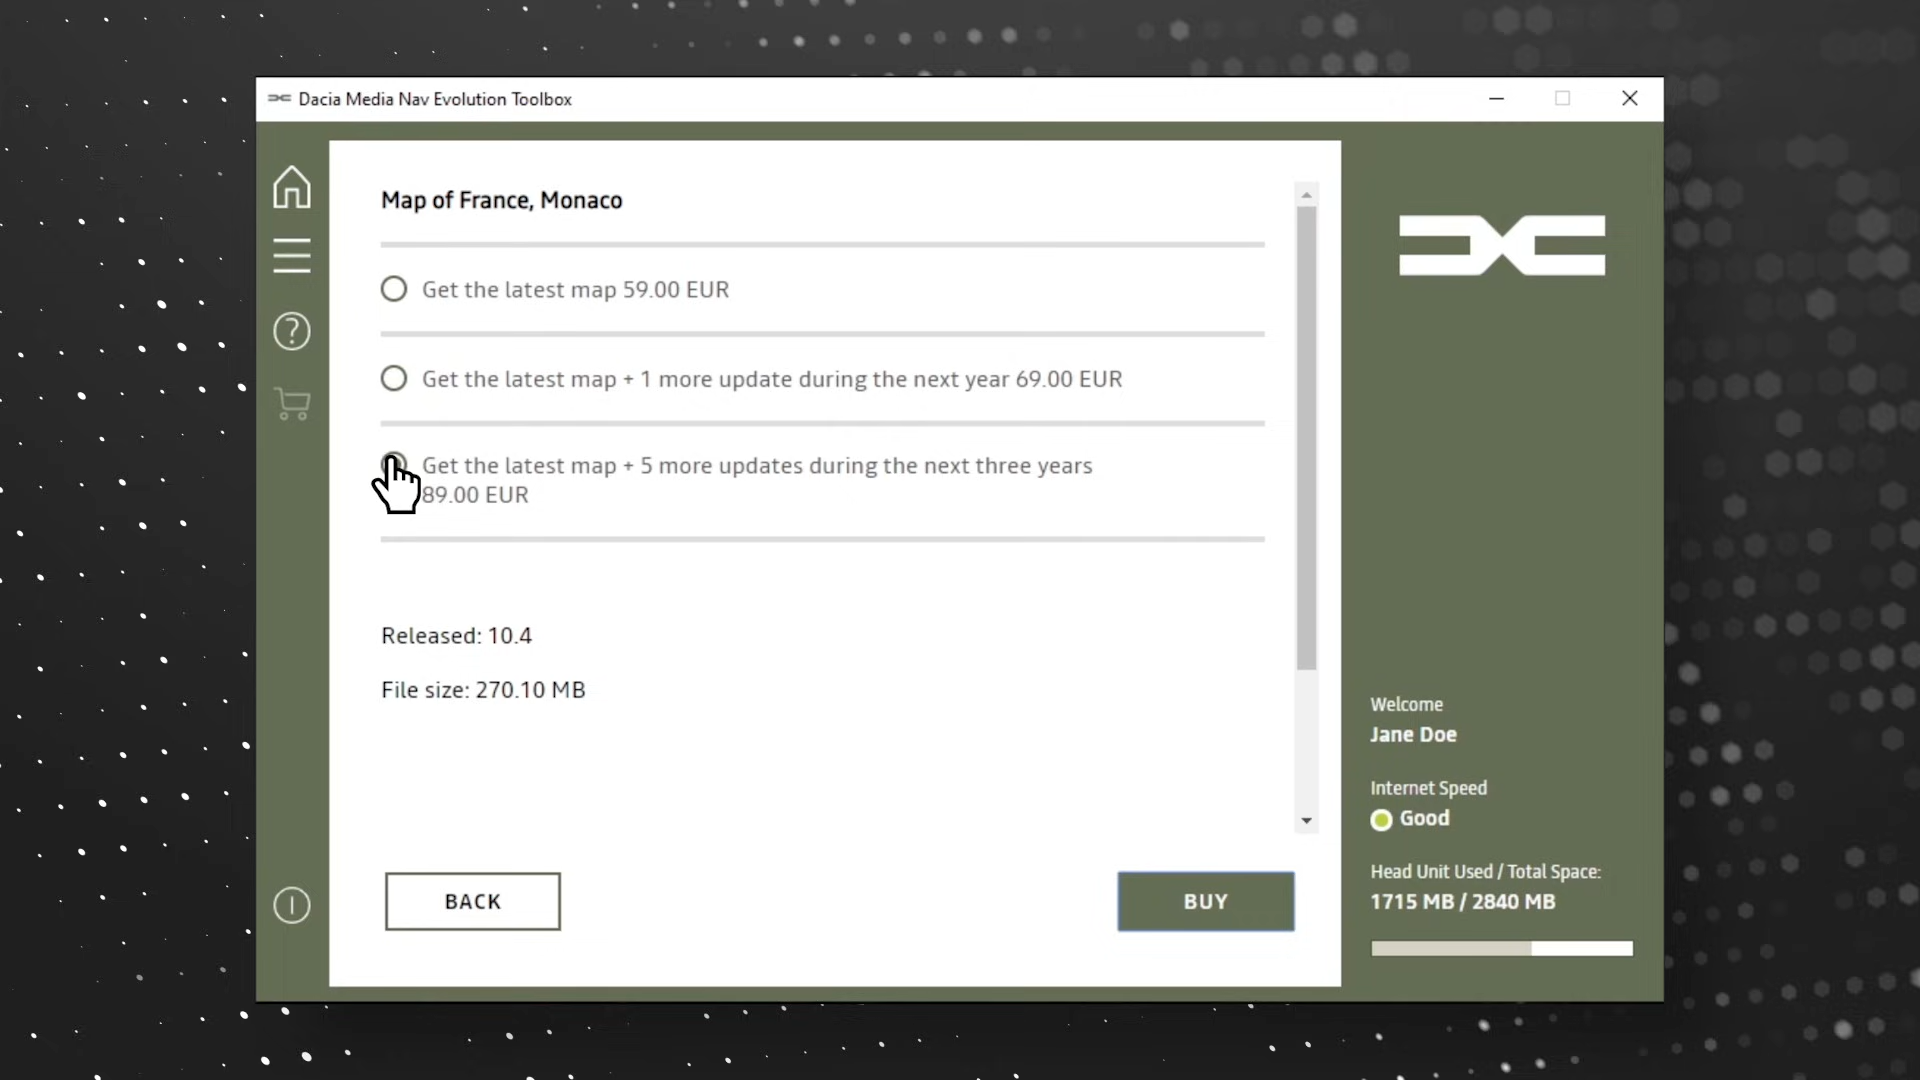 Dacia Media Nav Evolution Toolbox
Map of France, Monaco
Get the latest map 59.00 EUR
Get the latest map + 1 more update during the next year 69.00 EUR
Get the latest map + 5 more updates during the next three years
89.00 EUR
Released: 10.4
File size: 270.10 MB
BACK
BUY
Welcome
Jane Doe
Internet Speed
Good
Head Unit Used / Total Space:
1715 MB / 2840 MB